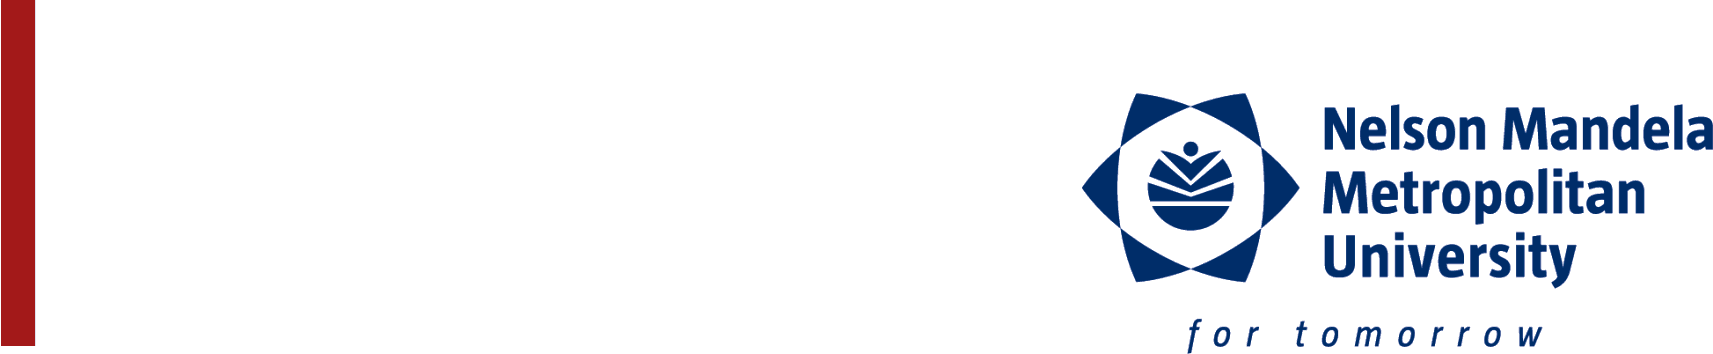 Nelson Mandela
Metropolitan
University
for tomorrow